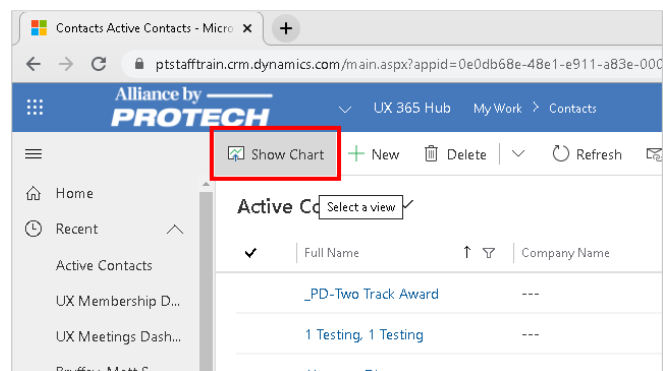 Contacts Active Contacts - Micro
ptstafftrain.crm.dynamics.com/main.aspx?appid=0e0db68e-48e1-e911-a83e-000
Alliance by
PROTECH
UX 365 Hub My Work > Contacts
Show Chart + New Delete Refresh
Home
Active Co
Select a view
Recent
Full Name Company Name
Active Contacts
_PD-Two Track Award ---
UX Membership D...
UX Meetings Dash...
1 Testing, 1 Testing ---